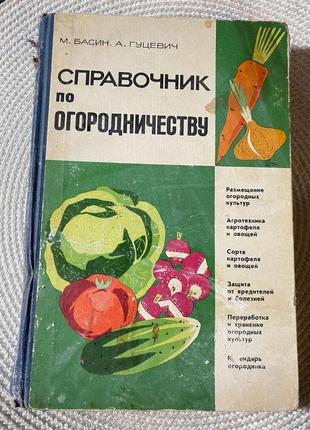 М. БАСИН. А. ГУЦЕВИЧ
СПРАВОЧНИК
ПО
ОГОРОДНИЧЕСТВУ
Размещение
огородных
культур
Агротехника
картофеля
и овощей
Сорта
картофеля
и овощей
Защита
от вредителей
и болезней
Переработка
и хранение
огородных
культур
Календарь
огородника